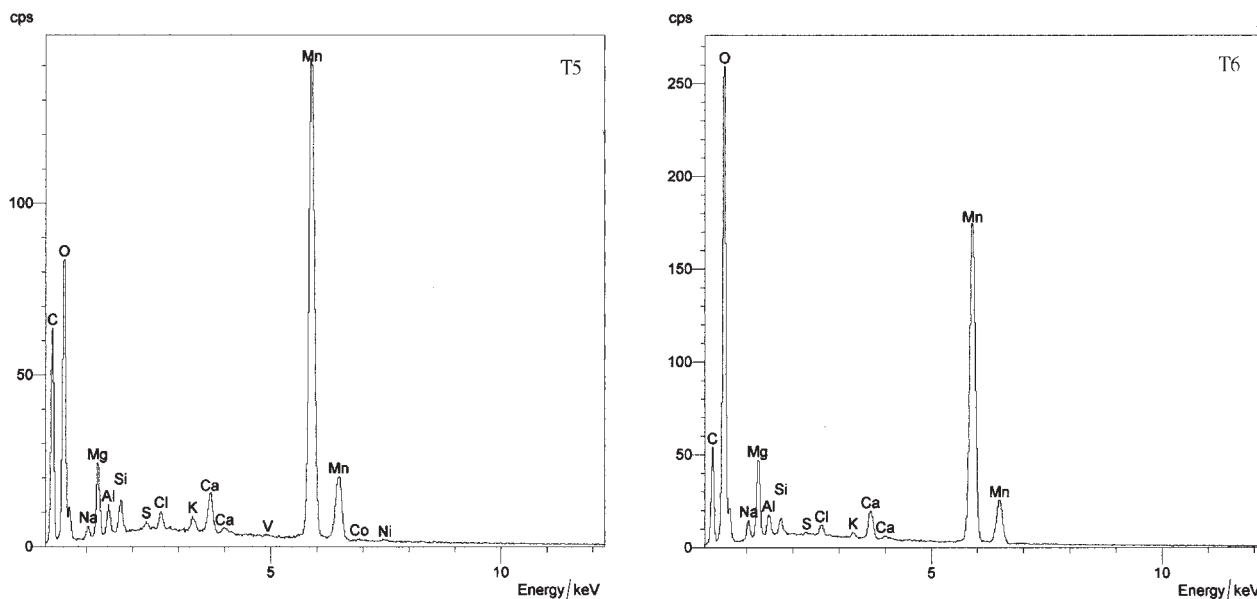 cps
T5
Mn
100
O
C
50
Mg
Si
Al
Na
S
Cl
K
Ca
Ca
V
Mn
Co
Ni
0
5
10
Energy/keV
cps
T6
O
250
200
Mn
150
100
C
50
Mg
Si
Al
Na
S
Cl
K
Ca
Ca
Mn
0
5
10
Energy/keV